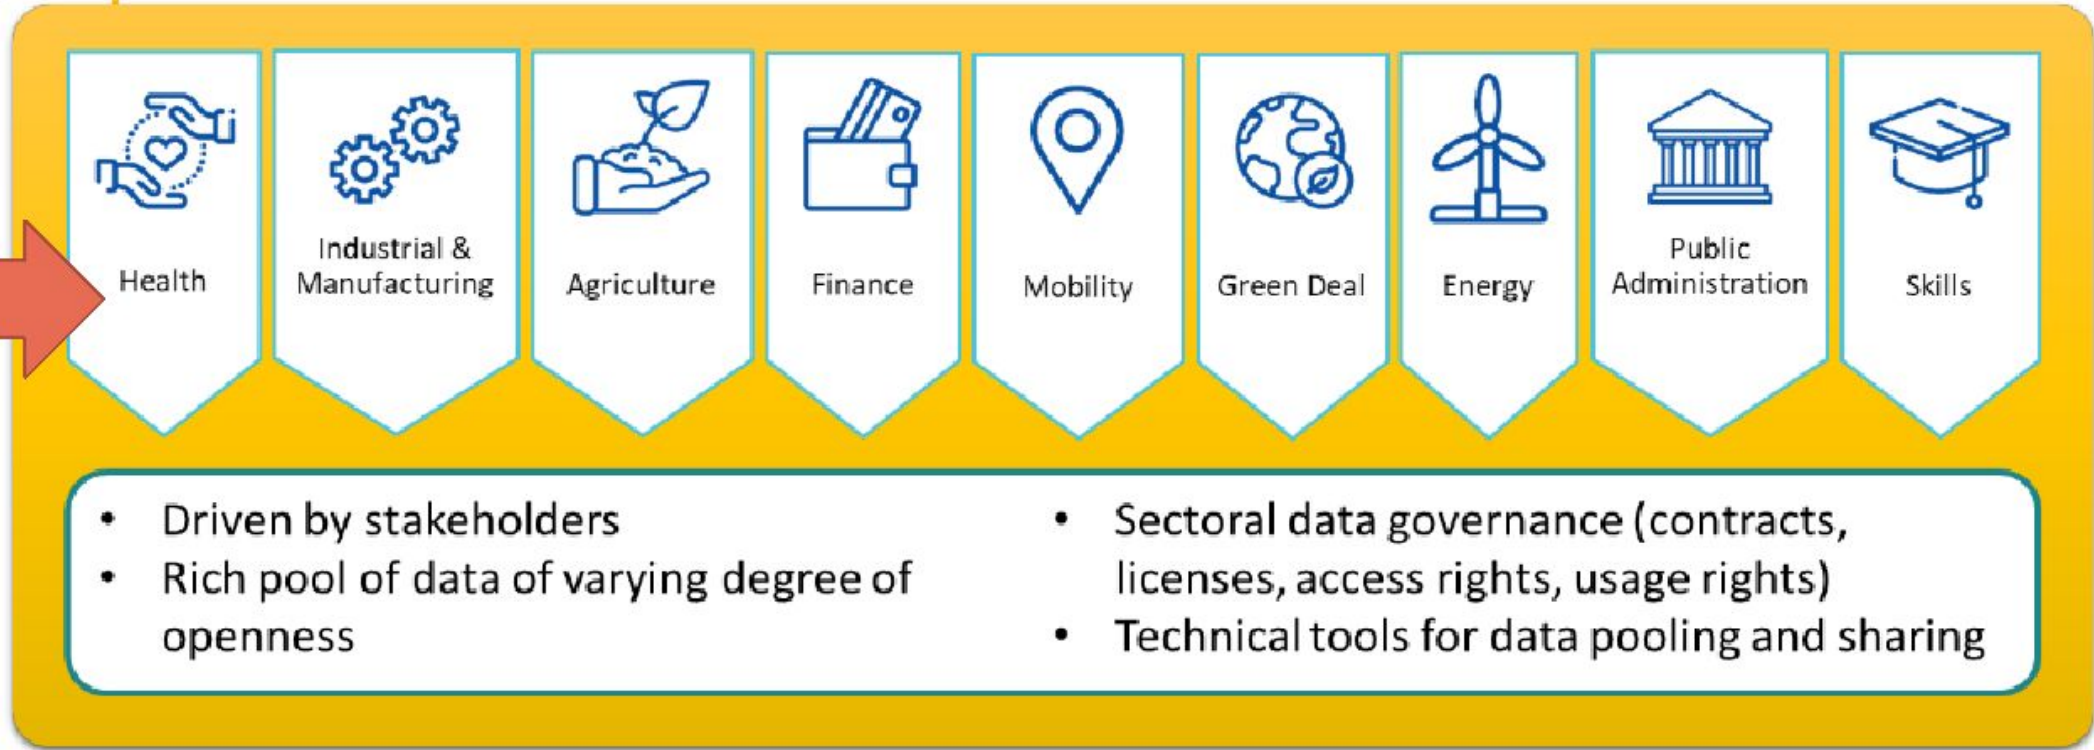 Health
Industrial &
Manufacturing
Agriculture
Finance
Mobility
Green Deal
Energy
Public
Administration
Skills
• Driven by stakeholders
• Rich pool of data of varying degree of
openness
• Sectoral data governance (contracts,
licenses, access rights, usage rights)
• Technical tools for data pooling and sharing